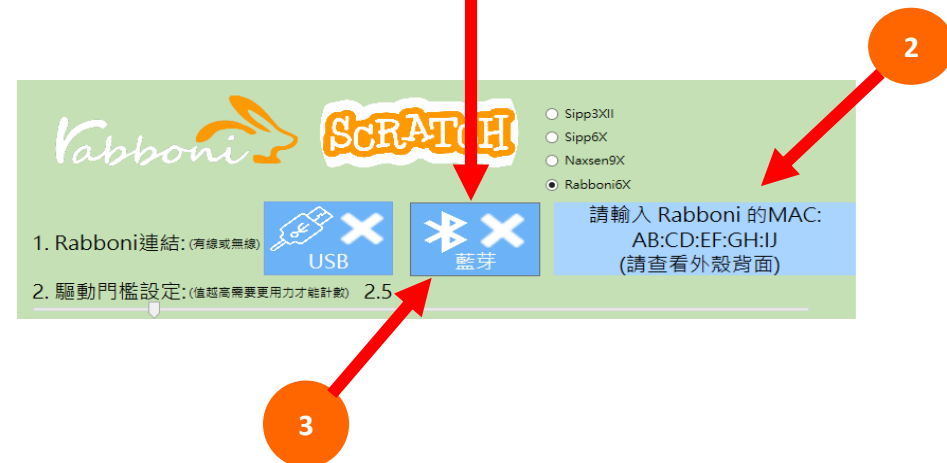 2
rabboni
SCRATCH
Sipp3XII
Sipp6X
Naxsen9X
Rabboni6X
1. Rabboni連結: (有線或無線)
USB
藍芽
請輸入 Rabboni 的MAC:
AB:CD:EF:GH:IJ
(請查看外殼背面)
2. 驅動門檻設定: (值越高需要更用力才能計數) 2.5
3